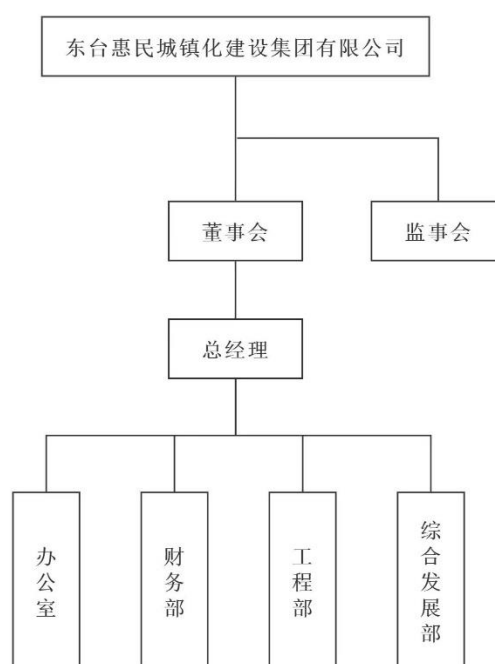 东台惠民城镇化建设集团有限公司
董事会
监事会
总经理
办公室
财务部
工程部
综合发展部